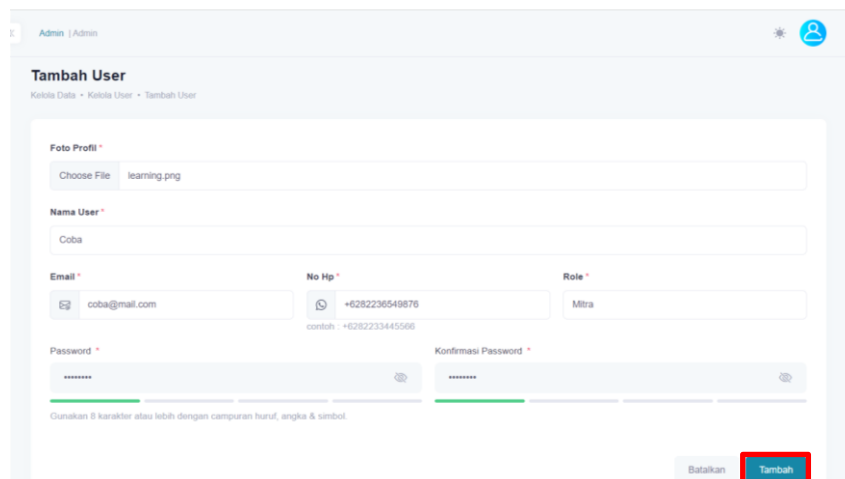 Admin | Admin
Tambah User
Kelola Data • Kelola User • Tambah User
Foto Profil *
Choose File learning.png
Nama User *
Coba
Email * No Hp * Role *
coba@mail.com +6282236549876 Mitra
contoh : +6282233445566
Password * Konfirmasi Password *
•••••••• ••••••••
Gunakan 8 karakter atau lebih dengan campuran huruf, angka & simbol.
Batalkan Tambah